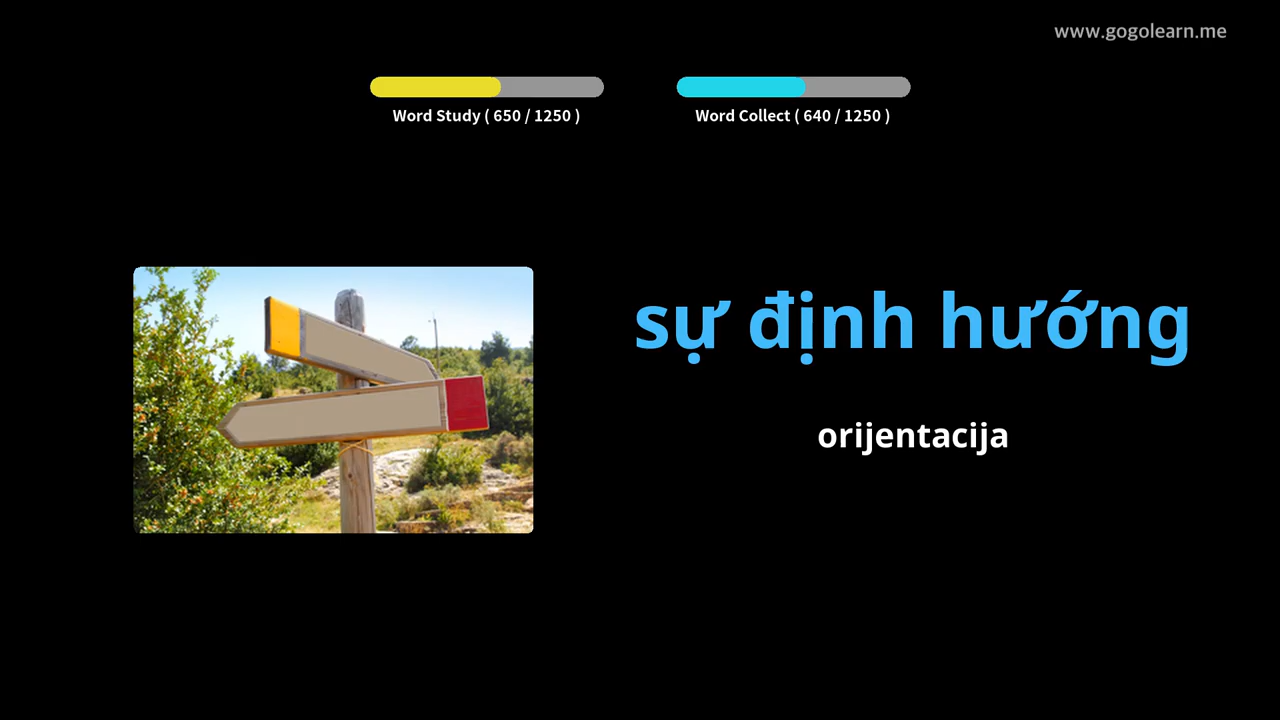 www.gogolearn.me
Word Study ( 650 / 1250 )
Word Collect ( 640 / 1250 )
sự định hướng
orijentacija